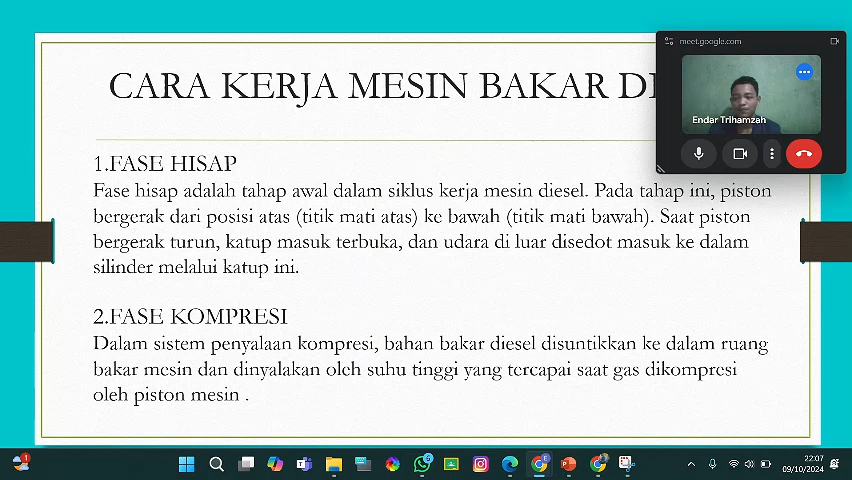 CARA KERJA MESIN BAKAR
meet.google.com
Endar Trihamzah
1.FASE HISAP
Fase hisap adalah tahap awal dalam siklus kerja mesin diesel. Pada tahap ini, piston
bergerak dari posisi atas (titik mati atas) ke bawah (titik mati bawah). Saat piston
bergerak turun, katup masuk terbuka, dan udara di luar disedot masuk ke dalam
silinder melalui katup ini.
2.FASE KOMPRESI
Dalam sistem penyalaan kompresi, bahan bakar diesel disuntikkan ke dalam ruang
bakar mesin dan dinyalakan oleh suhu tinggi yang tercapai saat gas dikompresi
oleh piston mesin .
22:07
09/10/2024